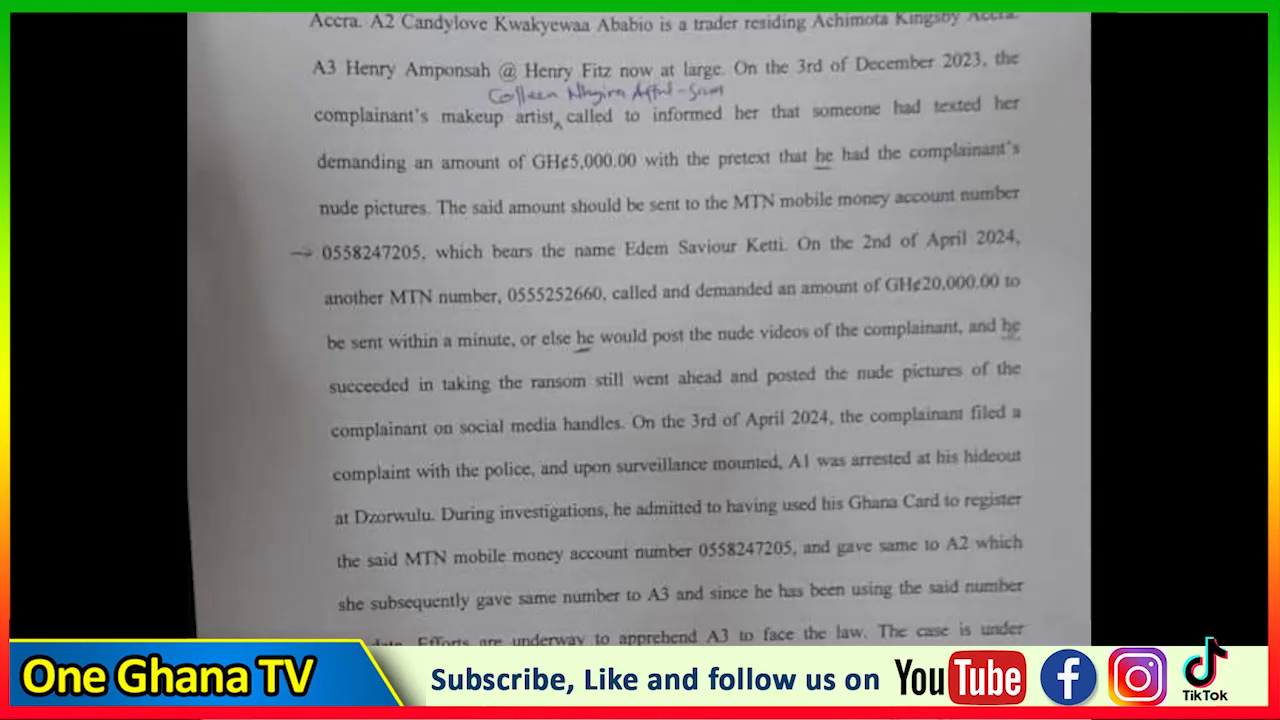 Accra. A2 Candylove Kwakyewaa Ababio is a trader residing Achimota Kingsby Accra.
A3 Henry Amponsah @ Henry Fitz now at large. On the 3rd of December 2023, the
Colleen Nhyira
complainant's makeup artist^ called to informed her that someone had texted her
demanding an amount of GH¢5,000.00 with the pretext that he had the complainant's
nude pictures. The said amount should be sent to the MTN mobile money account number
→ 0558247205, which bears the name Edem Saviour Ketti. On the 2nd of April 2024,
another MTN number, 0555252660, called and demanded an amount of GH¢20,000.00 to
be sent within a minute, or else he would post the nude videos of the complainant, and he
succeeded in taking the ransom still went ahead and posted the nude pictures of the
complainant on social media handles. On the 3rd of April 2024, the complainant filed a
complaint with the police, and upon surveillance mounted, A1 was arrested at his hideout
at Dzorwulu. During investigations, he admitted to having used his Ghana Card to register
the said MTN mobile money account number 0558247205, and gave same to A2 which
she subsequently gave same number to A3 and since he has been using the said number
date. Efforts are underway to apprehend A3 to face the law. The case is under
One Ghana TV
Subscribe, Like and follow us on YouTube
TikTok